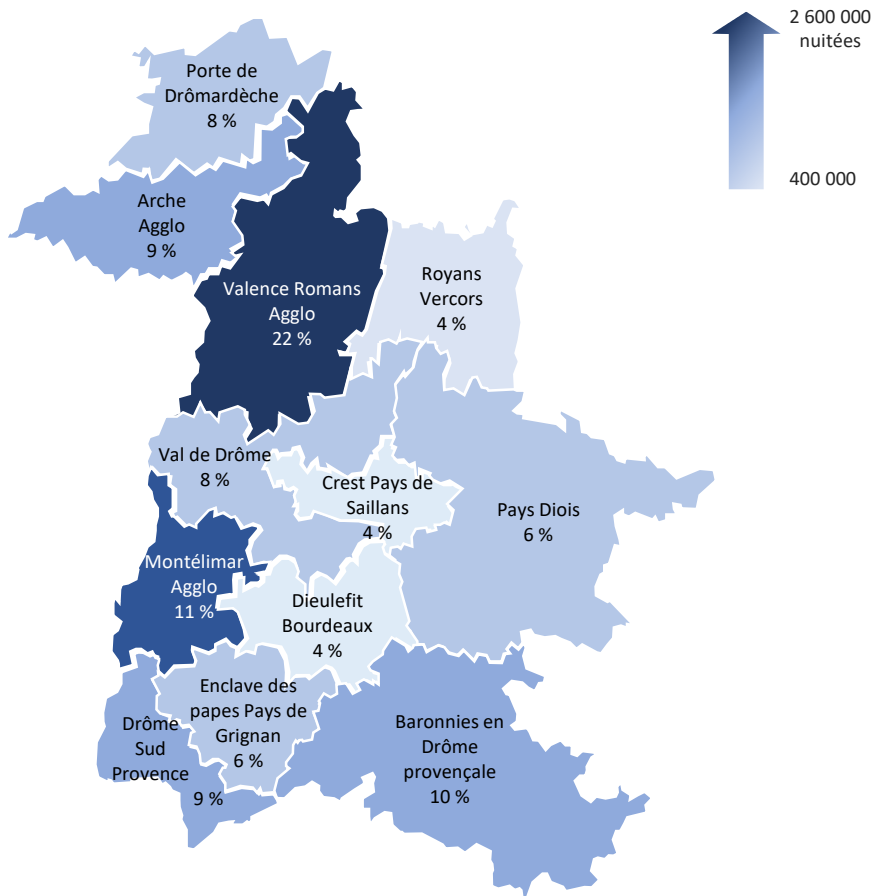 2 600 000
nuitées
400 000
Porte de
Drômardèche
8 %
Arche
Agglo
9 %
Valence Romans
Agglo
22 %
Royans
Vercors
4 %
Val de Drôme
8 %
Crest Pays de
Saillans
4 %
Pays Diois
6 %
Montélimar
Agglo
11 %
Dieulefit
Bourdeaux
4 %
Enclave des
papes Pays de
Grignan
6 %
Drôme
Sud
Provence
9 %
Baronnies en
Drôme
provençale
10 %